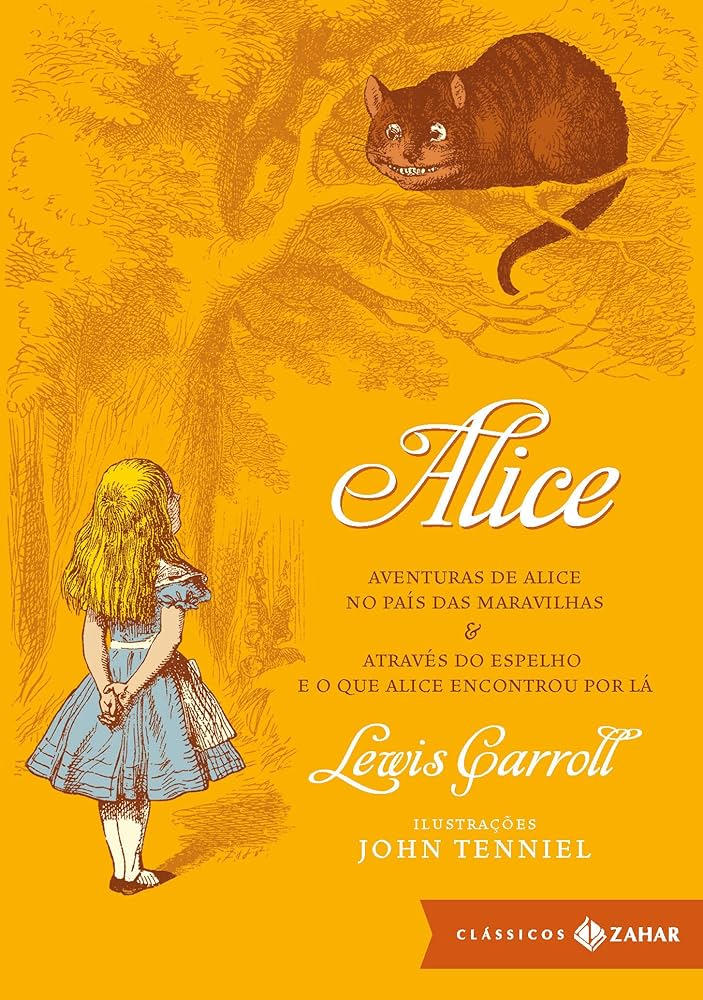 Alice
AVENTURAS DE ALICE
NO PAÍS DAS MARAVILHAS
&
ATRAVÉS DO ESPELHO
E O QUE ALICE ENCONTROU POR LÁ
Lewis Carroll
ILUSTRAÇÕES
JOHN TENNIEL
CLÁSSICOS ZAHAR